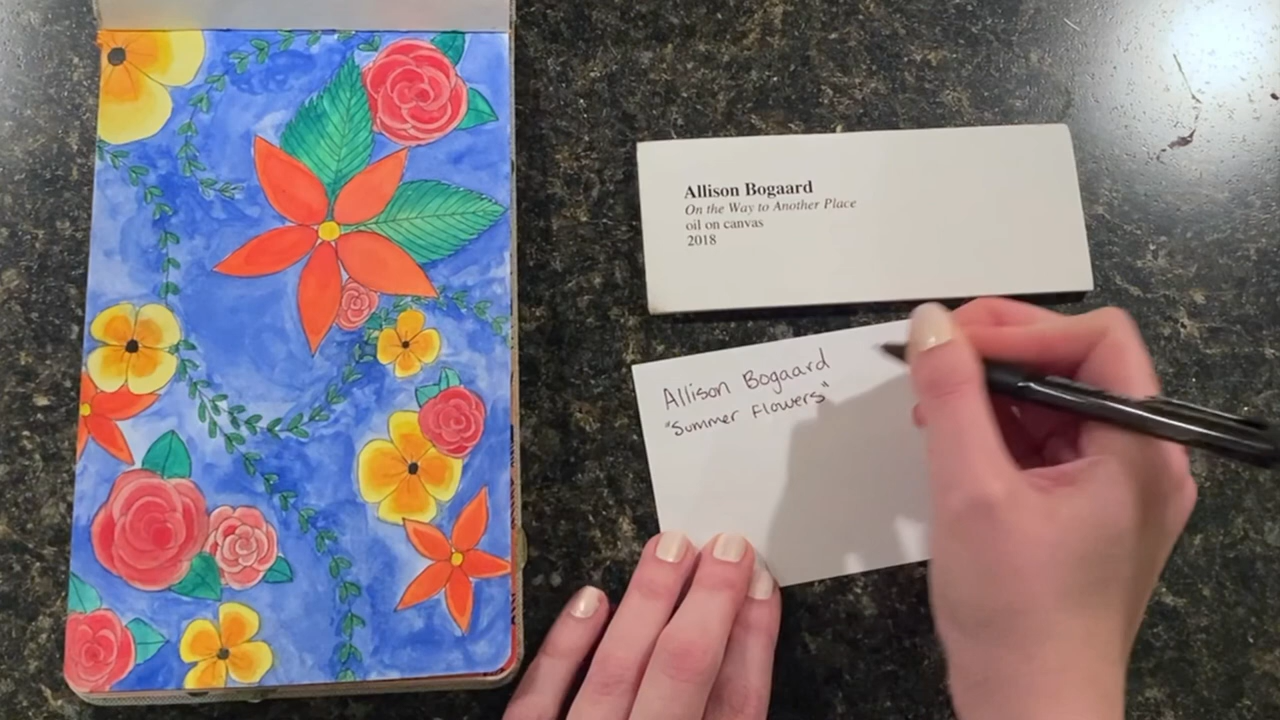 Allison Bogaard
On the Way to Another Place
oil on canvas
2018
Allison Bogaard
"Summer Flowers"